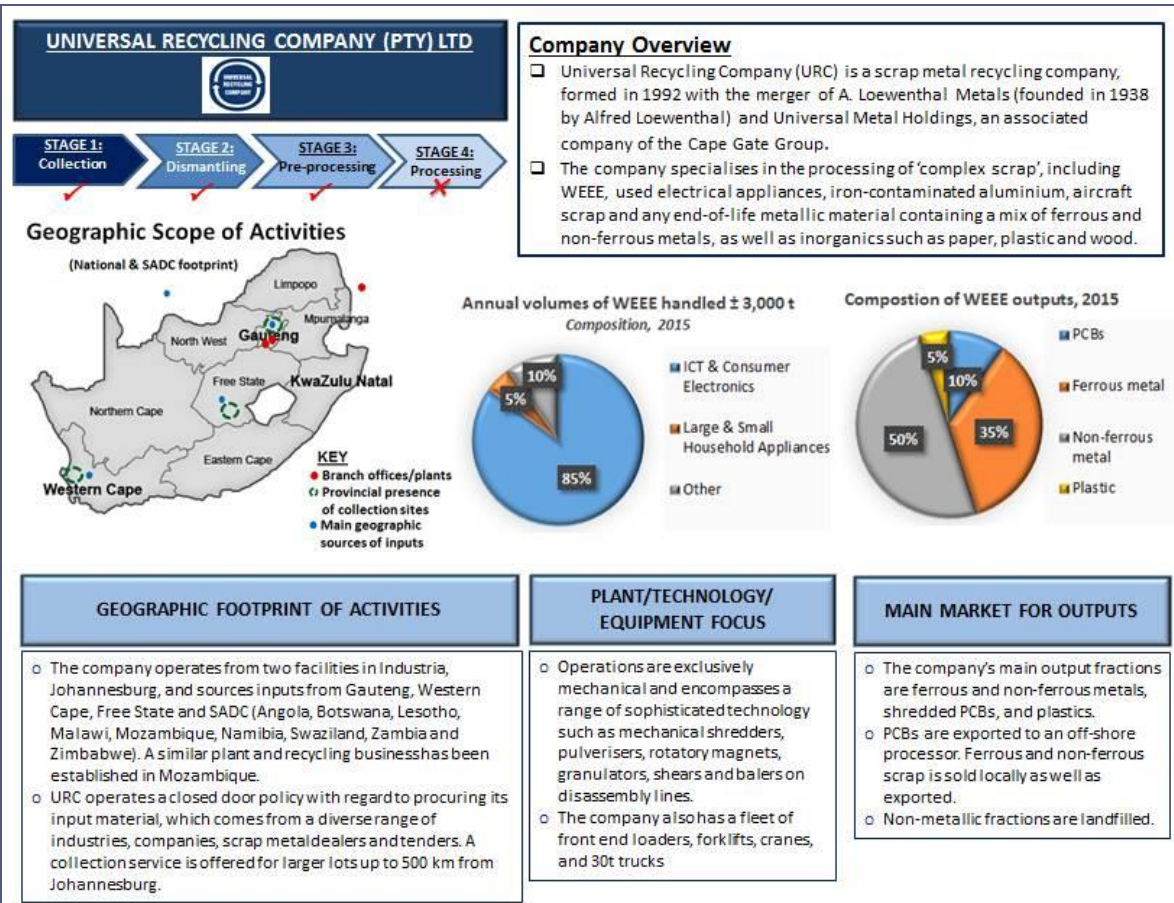 UNIVERSAL RECYCLING COMPANY (PTY) LTD
UNIVERSAL
RECYCLING
COMPANY
STAGE 1:
Collection
STAGE 2:
Dismantling
STAGE 3:
Pre-processing
STAGE 4:
Processing
Company Overview
Universal Recycling Company (URC) is a scrap metal recycling company,
formed in 1992 with the merger of A. Loewenthal Metals (founded in 1938
by Alfred Loewenthal) and Universal Metal Holdings, an associated
company of the Cape Gate Group.
The company specialises in the processing of ‘complex scrap’, including
WEEE, used electrical appliances, iron-contaminated aluminium, aircraft
scrap and any end-of-life metallic material containing a mix of ferrous and
non-ferrous metals, as well as inorganics such as paper, plastic and wood.
Geographic Scope of Activities
(National & SADC footprint)
Limpopo
Mpumalanga
North West
Gauteng
Free State
KwaZulu Natal
Northern Cape
Eastern Cape
Western Cape
KEY
Branch offices/plants
Provincial presence
of collection sites
Main geographic
sources of inputs
Annual volumes of WEEE handled ± 3,000 t
Composition, 2015
10%
5%
85%
ICT & Consumer
Electronics
Large & Small
Household Appliances
Other
Compostion of WEEE outputs, 2015
5%
10%
50%
35%
PCBs
Ferrous metal
Non-ferrous
metal
Plastic
GEOGRAPHIC FOOTPRINT OF ACTIVITIES
o The company operates from two facilities in Industria,
Johannesburg, and sources inputs from Gauteng, Western
Cape, Free State and SADC (Angola, Botswana, Lesotho,
Malawi, Mozambique, Namibia, Swaziland, Zambia and
Zimbabwe). A similar plant and recycling businesshas been
established in Mozambique.
o URC operates a closed door policy with regard to procuring its
input material, which comes from a diverse range of
industries, companies, scrap metal dealers and tenders. A
collection service is offered for larger lots up to 500 km from
Johannesburg.
PLANT/TECHNOLOGY/
EQUIPMENT FOCUS
o Operations are exclusively
mechanical and encompasses a
range of sophisticated technology
such as mechanical shredders,
pulverisers, rotatory magnets,
granulators, shears and balers on
disassembly lines.
o The company also has a fleet of
front end loaders, forklifts, cranes,
and 30t trucks
MAIN MARKET FOR OUTPUTS
o The company’s main output fractions
are ferrous and non-ferrous metals,
shredded PCBs, and plastics.
o PCBs are exported to an off-shore
processor. Ferrous and non-ferrous
scrap is sold locally as well as
exported.
o Non-metallic fractions are landfilled.